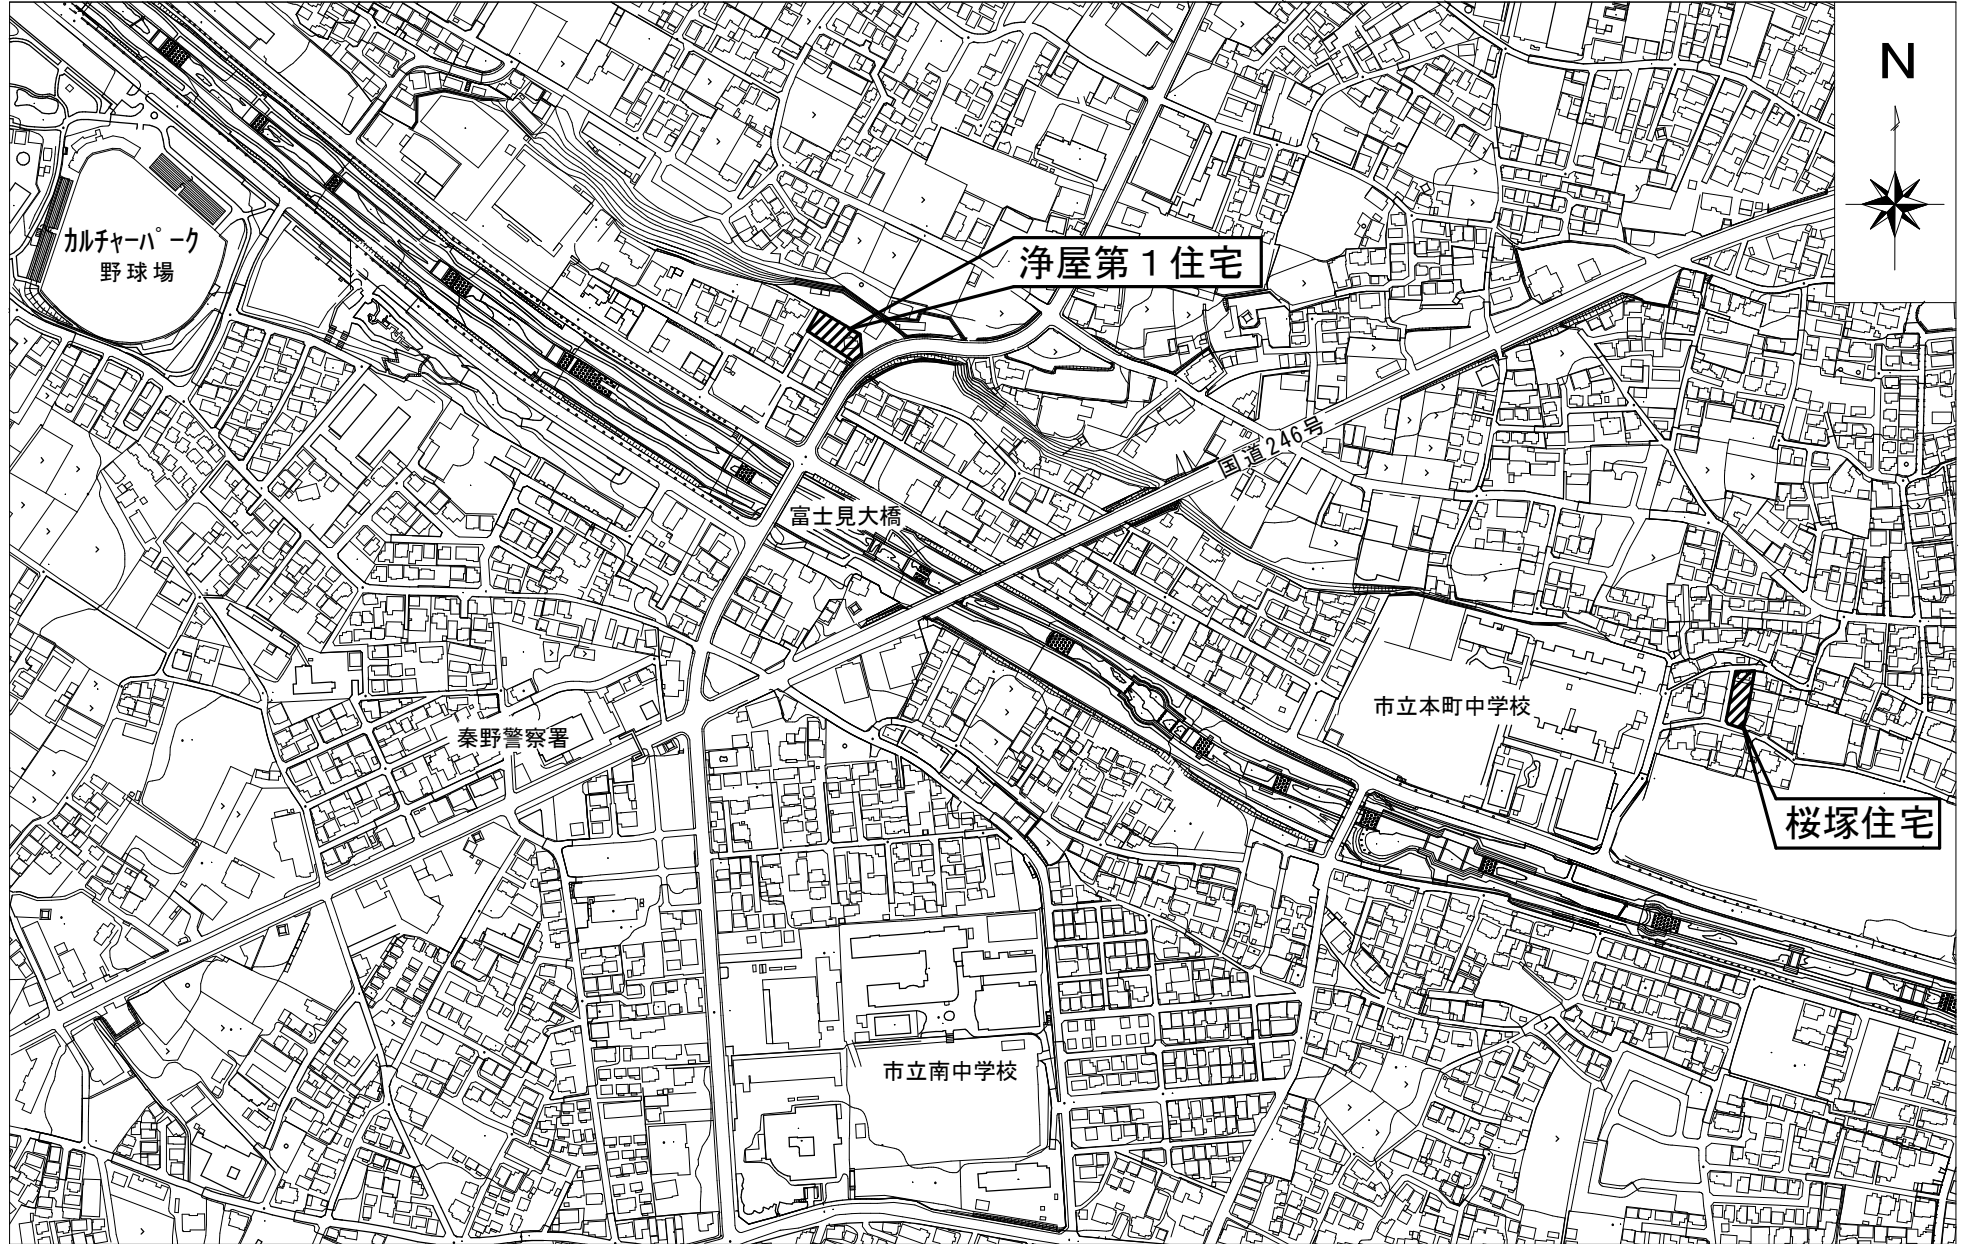 N
カルチャーパーク
野球場
浄屋第１住宅
国道246号
富士見大橋
市立本町中学校
秦野警察署
桜塚住宅
市立南中学校